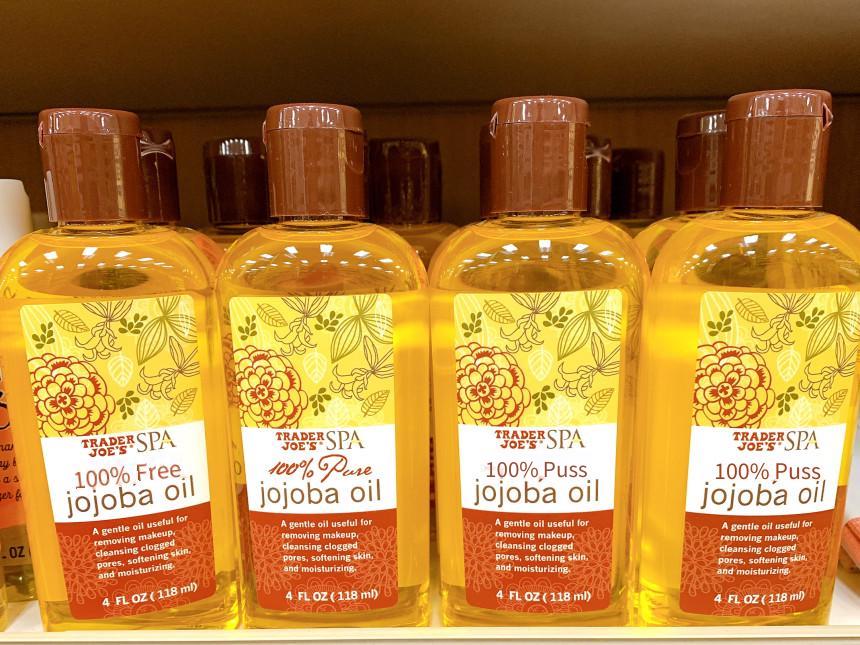 TRADER JOE'S SPA
100% Free
jojoba oil
A gentle oil useful for
removing makeup,
cleansing clogged
pores, softening skin,
and moisturizing.
4 FL OZ (118 ml)
TRADER JOE'S SPA
100% Pure
jojoba oil
A gentle oil useful for
removing makeup,
cleansing clogged
pores, softening skin,
and moisturizing.
4 FL OZ (118 ml)
TRADER JOE'S SPA
100% Puss
jojoba oil
A gentle oil useful for
removing makeup,
cleansing clogged
pores, softening skin,
and moisturizing.
4 FL OZ (118 ml)
TRADER JOE'S SPA
100% Puss
jojoba oil
A gentle oil useful for
removing makeup,
cleansing clogged
pores, softening skin,
and moisturizing.
4 FL OZ (118 ml)